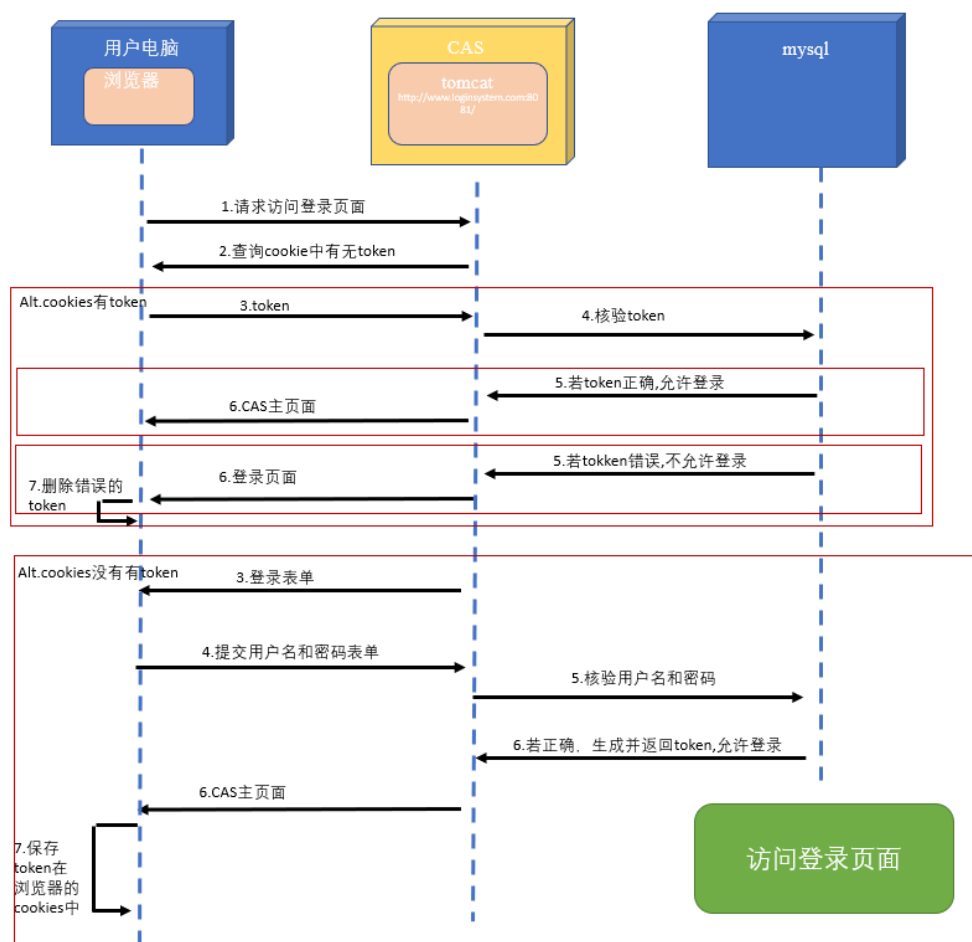 用户电脑
浏览器
CAS
tomcat
http://www.loginsystem.com:80
81/
mysql
1.请求访问登录页面
2.查询cookie中有无token
Alt.cookies有token
3.token
4.核验token
5.若token正确,允许登录
6.CAS主页面
5.若tokken错误,不允许登录
6.登录页面
7.删除错误的
token
Alt.cookies没有有token
3.登录表单
4.提交用户名和密码表单
5.核验用户名和密码
6.若正确，生成并返回token,允许登录
6.CAS主页面
7.保存
token在
浏览器的
cookies中
访问登录页面